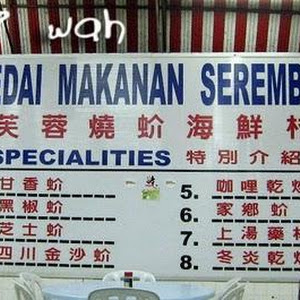 wah
EDAI MAKANAN SEREMB
芙蓉燒蚧海鮮
SPECIALITIES 特別介紹
甘香蚧
黑椒蚧
芝士蚧
四川金沙蚧
5. 咖哩乾
6. 家鄉蚧
7. 上湯藥
8. 冬炎乾